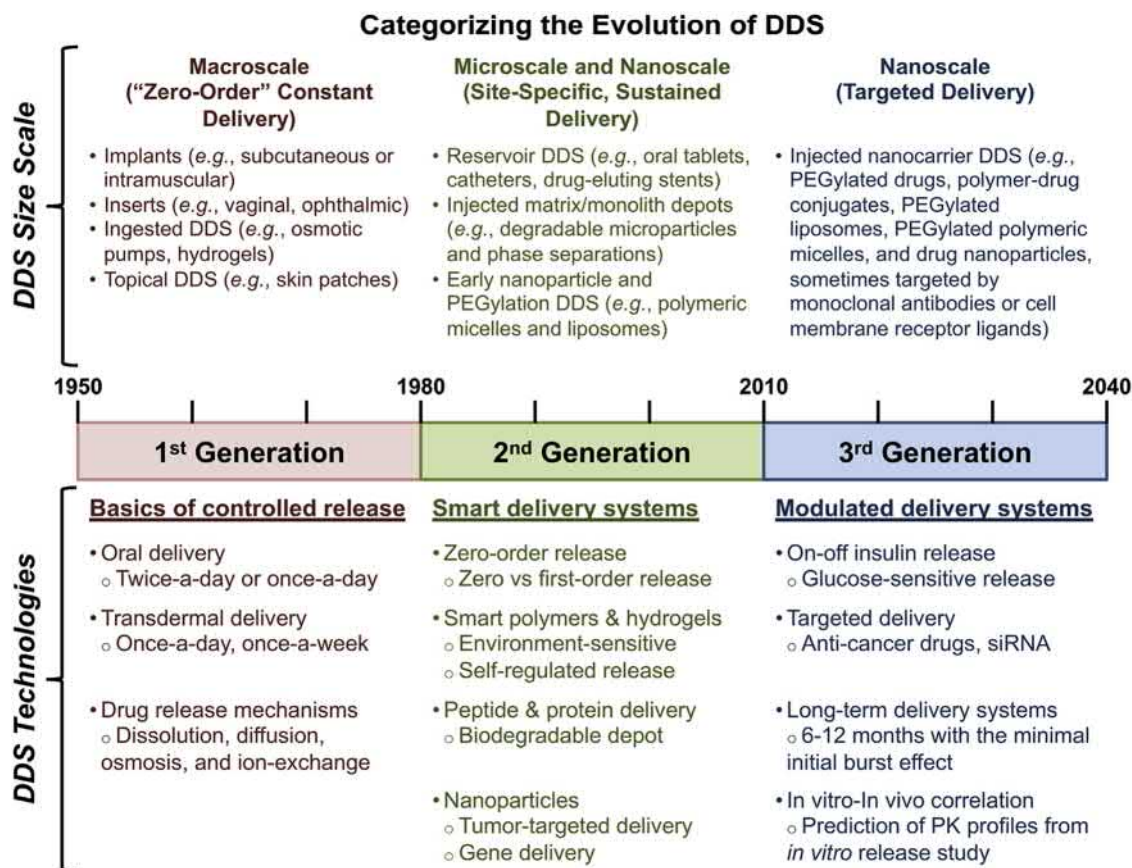 Categorizing the Evolution of DDS
DDS Size Scale
Macroscale
("Zero-Order" Constant
Delivery)
• Implants (e.g., subcutaneous or
intramuscular)
• Inserts (e.g., vaginal, ophthalmic)
• Ingested DDS (e.g., osmotic
pumps, hydrogels)
• Topical DDS (e.g., skin patches)
Microscale and Nanoscale
(Site-Specific, Sustained
Delivery)
• Reservoir DDS (e.g., oral tablets,
catheters, drug-eluting stents)
• Injected matrix/monolith depots
(e.g., degradable microparticles
and phase separations)
• Early nanoparticle and
PEGylation DDS (e.g., polymeric
micelles and liposomes)
Nanoscale
(Targeted Delivery)
• Injected nanocarrier DDS (e.g.,
PEGylated drugs, polymer-drug
conjugates, PEGylated
liposomes, PEGylated polymeric
micelles, and drug nanoparticles,
sometimes targeted by
monoclonal antibodies or cell
membrane receptor ligands)
1950 1980 2010 2040
1st Generation 2nd Generation 3rd Generation
DDS Technologies
Basics of controlled release
• Oral delivery
○ Twice-a-day or once-a-day
• Transdermal delivery
○ Once-a-day, once-a-week
• Drug release mechanisms
○ Dissolution, diffusion,
osmosis, and ion-exchange
Smart delivery systems
• Zero-order release
○ Zero vs first-order release
• Smart polymers & hydrogels
○ Environment-sensitive
○ Self-regulated release
• Peptide & protein delivery
○ Biodegradable depot
• Nanoparticles
○ Tumor-targeted delivery
○ Gene delivery
Modulated delivery systems
• On-off insulin release
○ Glucose-sensitive release
• Targeted delivery
○ Anti-cancer drugs, siRNA
• Long-term delivery systems
○ 6-12 months with the minimal
initial burst effect
• In vitro-In vivo correlation
○ Prediction of PK profiles from
in vitro release study